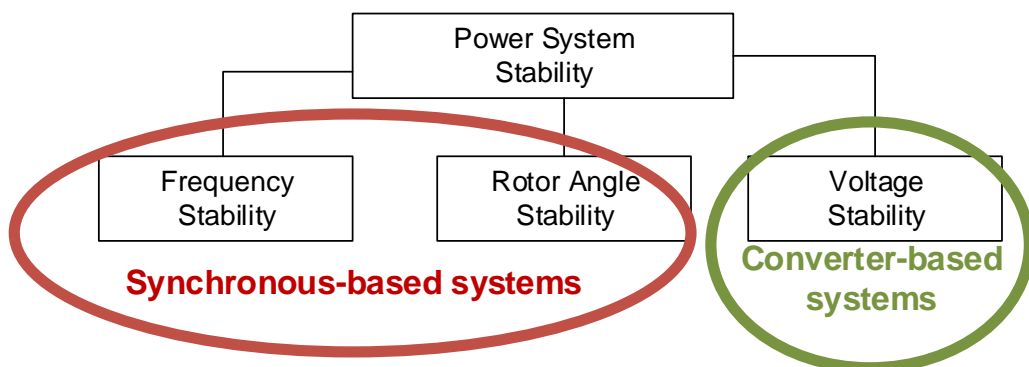 Power System
Stability
Frequency
Stability
Rotor Angle
Stability
Voltage
Stability
Synchronous-based systems
Converter-based
systems